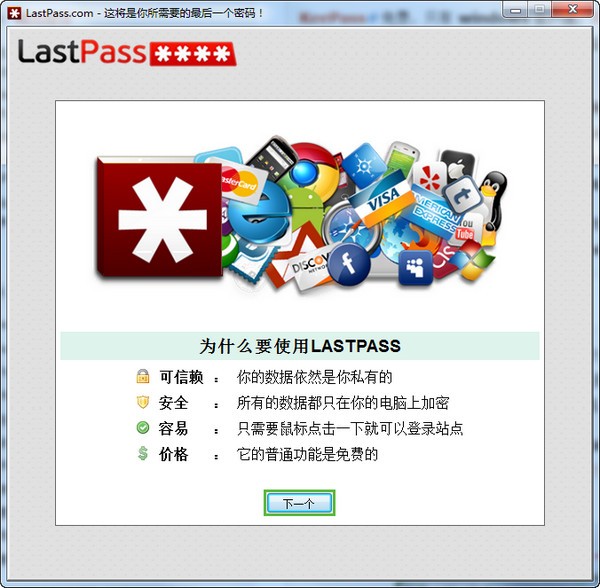 LastPass.com - 这将是你所需要的最后一个密码！
LastPass ****
MasterCard
VISA
AMERICAN EXPRESS
DISCOVER
NETWORK
You
Tube
为什么要使用LASTPASS
可信赖 ： 你的数据依然是你私有的
安全 ： 所有的数据都只在你的电脑上加密
容易 ： 只需要鼠标点击一下就可以登录站点
价格 ： 它的普通功能是免费的
下一个